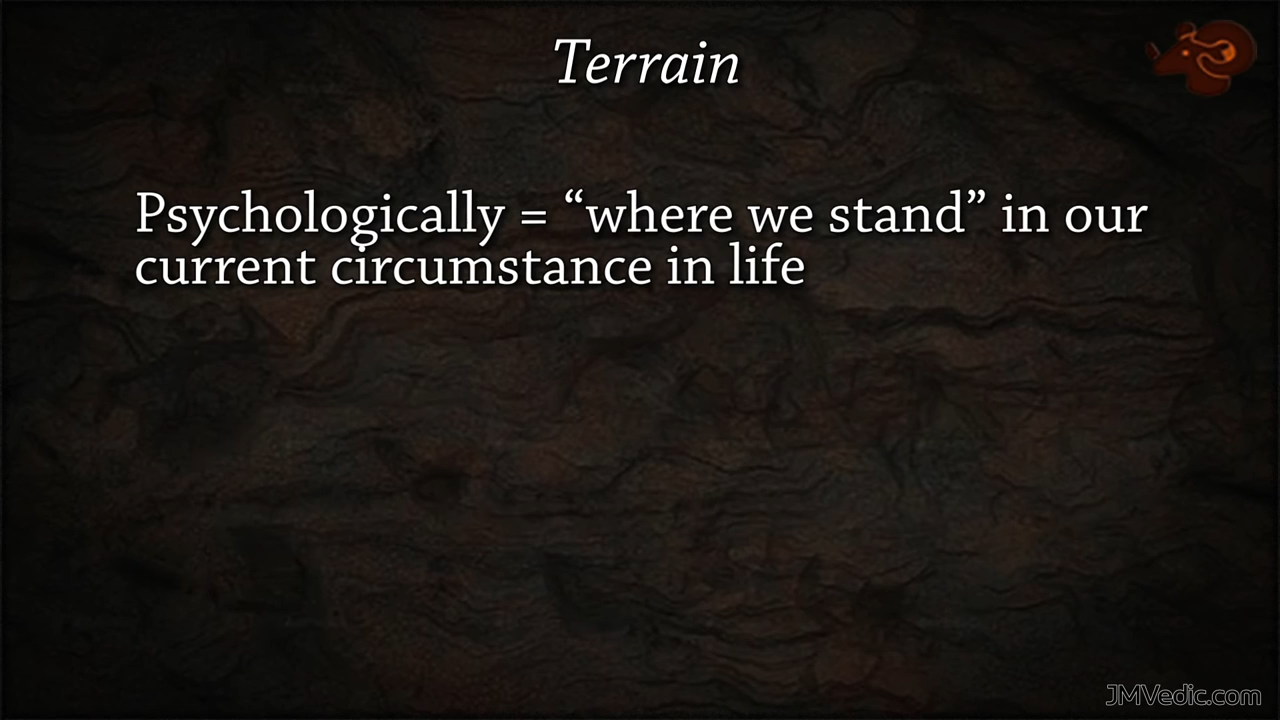 Terrain
Psychologically = “where we stand” in our
current circumstance in life
JMVedic.com